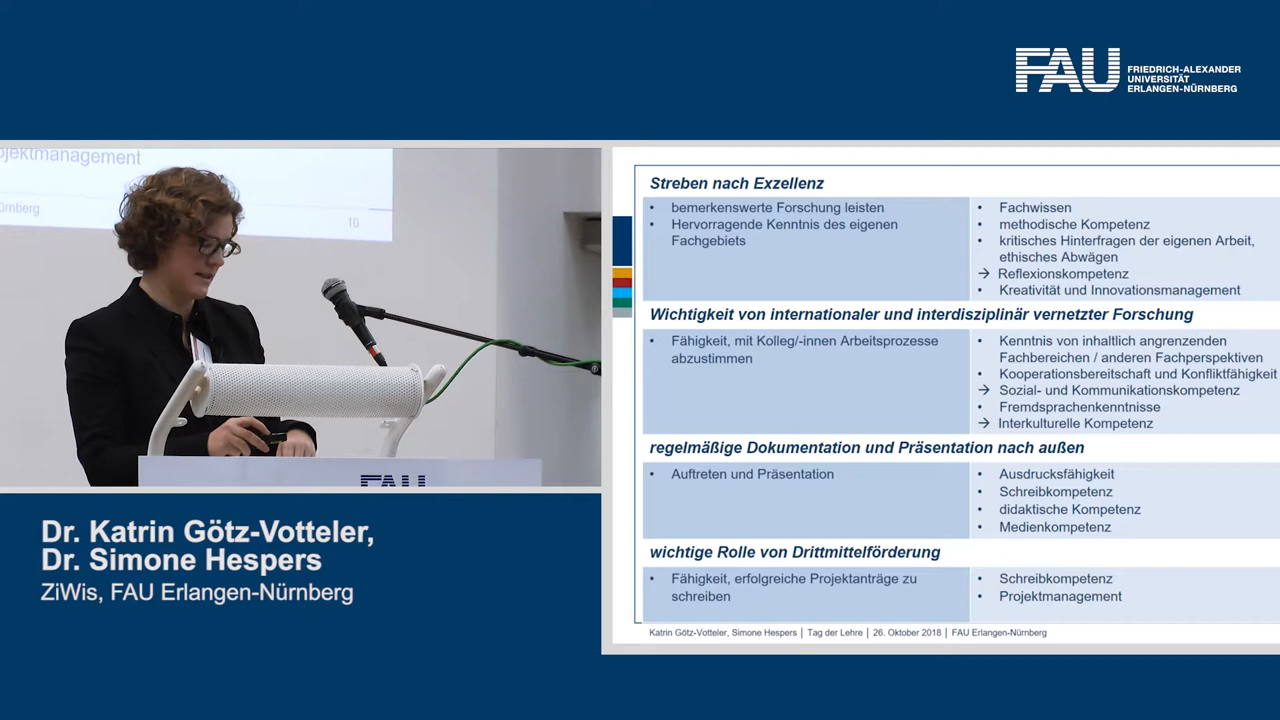 FAU FRIEDRICH-ALEXANDER
UNIVERSITÄT
ERLANGEN-NÜRNBERG
ojektmanagement
ürnberg
10
FAU
Dr. Katrin Götz-Votteler,
Dr. Simone Hespers
ZiWis, FAU Erlangen-Nürnberg
Streben nach Exzellenz
• bemerkenswerte Forschung leisten
• Hervorragende Kenntnis des eigenen
Fachgebiets
• Fachwissen
• methodische Kompetenz
• kritisches Hinterfragen der eigenen Arbeit,
ethisches Abwägen
→ Reflexionskompetenz
• Kreativität und Innovationsmanagement
Wichtigkeit von internationaler und interdisziplinär vernetzter Forschung
• Fähigkeit, mit Kolleg/-innen Arbeitsprozesse
abzustimmen
• Kenntnis von inhaltlich angrenzenden
Fachbereichen / anderen Fachperspektiven
• Kooperationsbereitschaft und Konfliktfähigkeit
→ Sozial- und Kommunikationskompetenz
• Fremdsprachenkenntnisse
→ Interkulturelle Kompetenz
regelmäßige Dokumentation und Präsentation nach außen
• Auftreten und Präsentation
• Ausdrucksfähigkeit
• Schreibkompetenz
• didaktische Kompetenz
• Medienkompetenz
wichtige Rolle von Drittmittelförderung
• Fähigkeit, erfolgreiche Projektanträge zu
schreiben
• Schreibkompetenz
• Projektmanagement
Katrin Götz-Votteler, Simone Hespers | Tag der Lehre | 26. Oktober 2018 | FAU Erlangen-Nürnberg